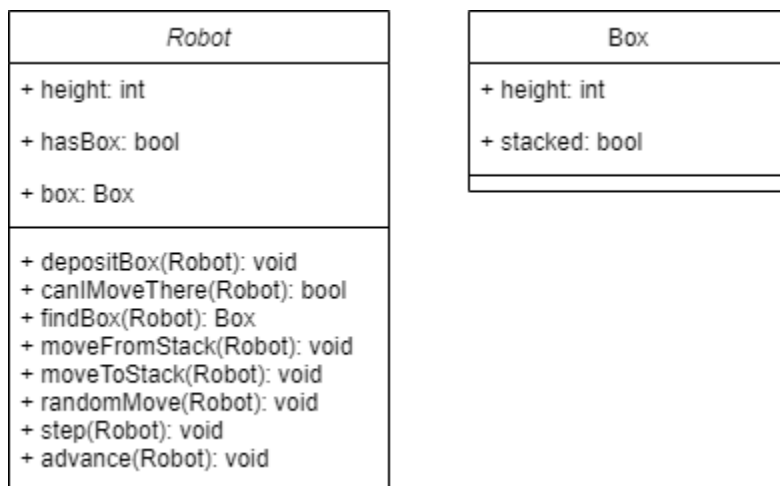 Robot
+ height: int
+ hasBox: bool
+ box: Box
+ depositBox(Robot): void
+ canIMoveThere(Robot): bool
+ findBox(Robot): Box
+ moveFromStack(Robot): void
+ moveToStack(Robot): void
+ randomMove(Robot): void
+ step(Robot): void
+ advance(Robot): void
Box
+ height: int
+ stacked: bool